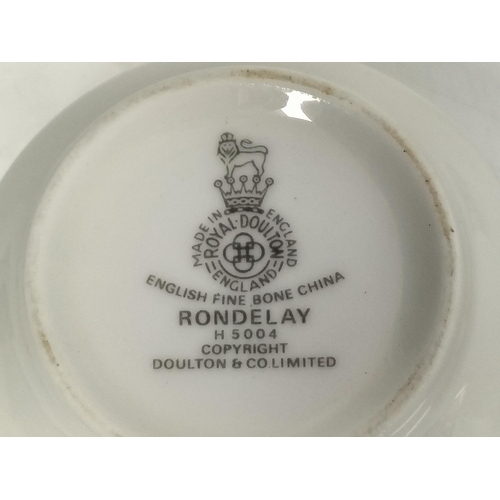 MADE IN ENGLAND
ROYAL·DOULTON
ENGLAND
ENGLISH FINE BONE CHINA
RONDELAY
H 5004
COPYRIGHT
DOULTON & CO.LIMITED